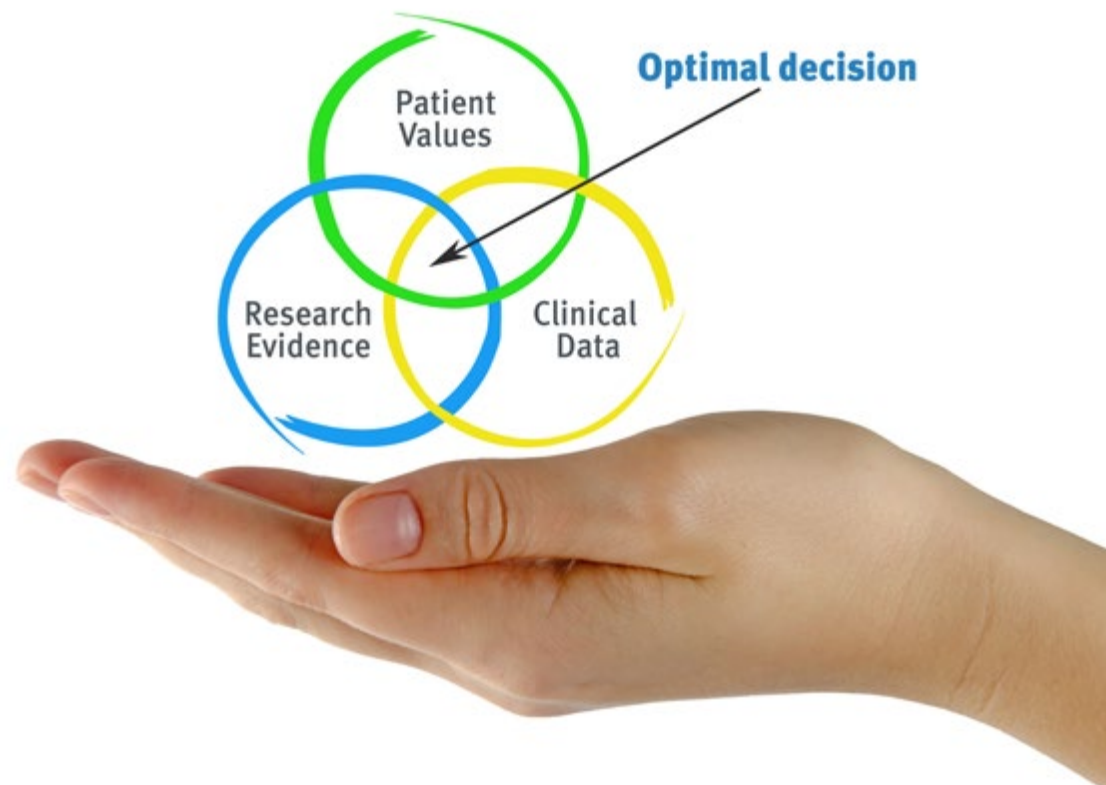 Optimal decision
Patient
Values
Research
Evidence
Clinical
Data